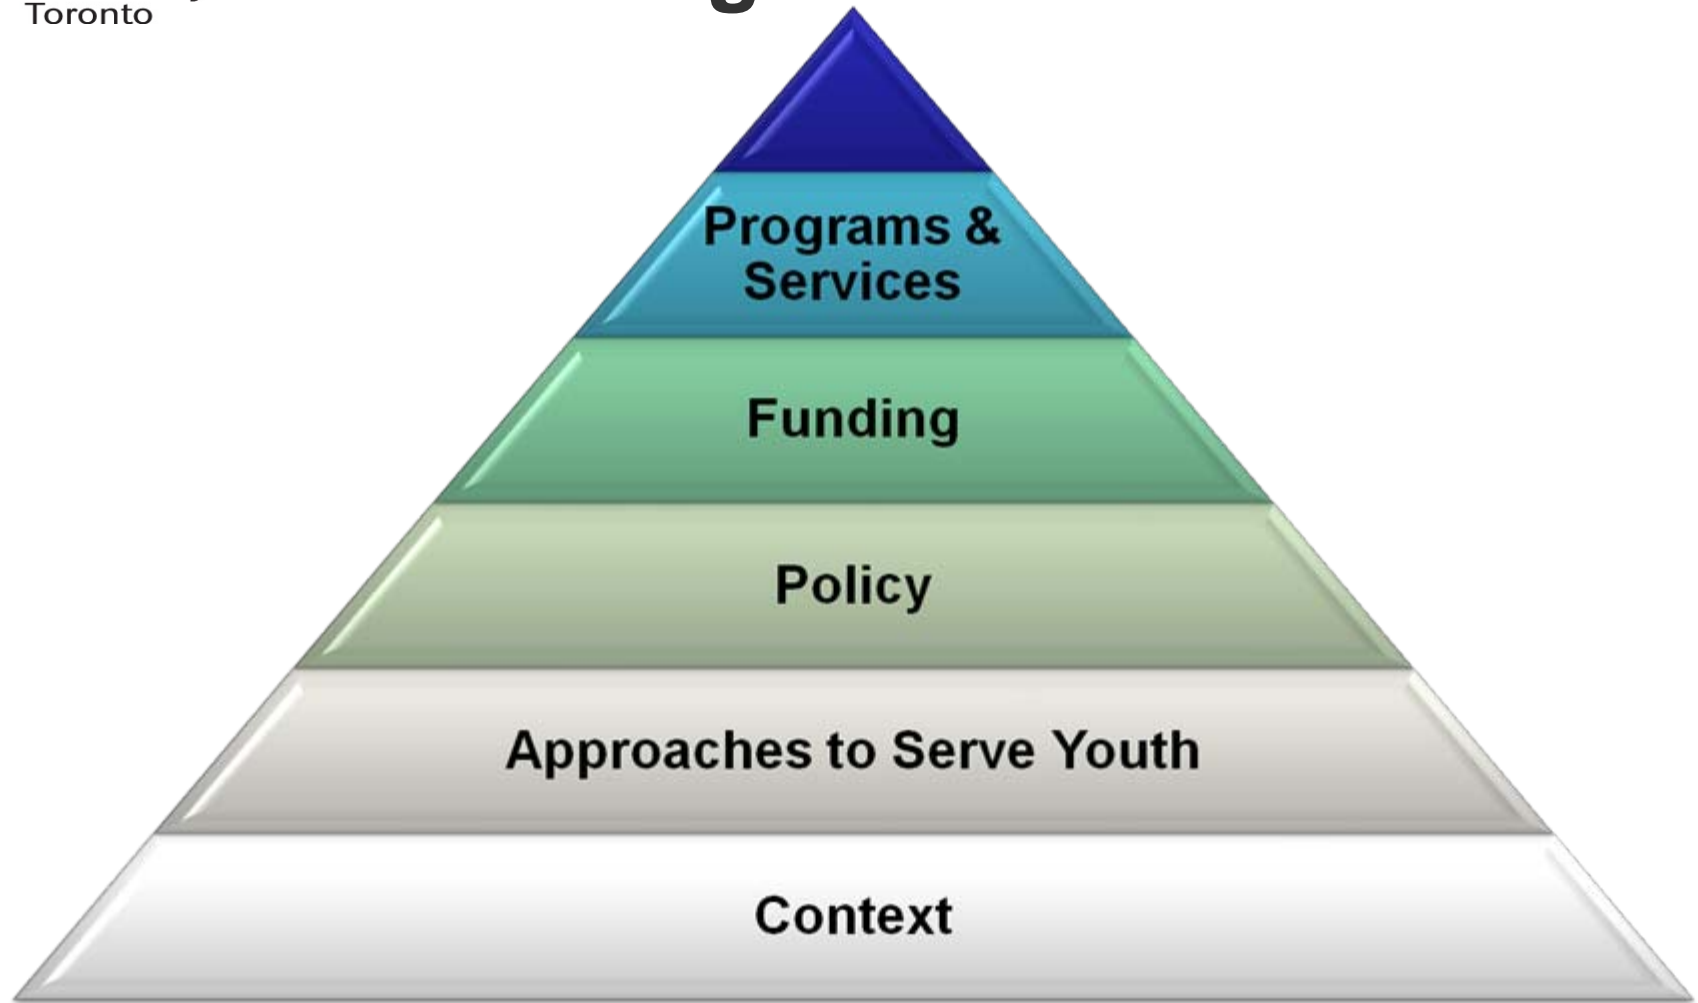 Toronto
Programs &
Services
Funding
Policy
Approaches to Serve Youth
Context